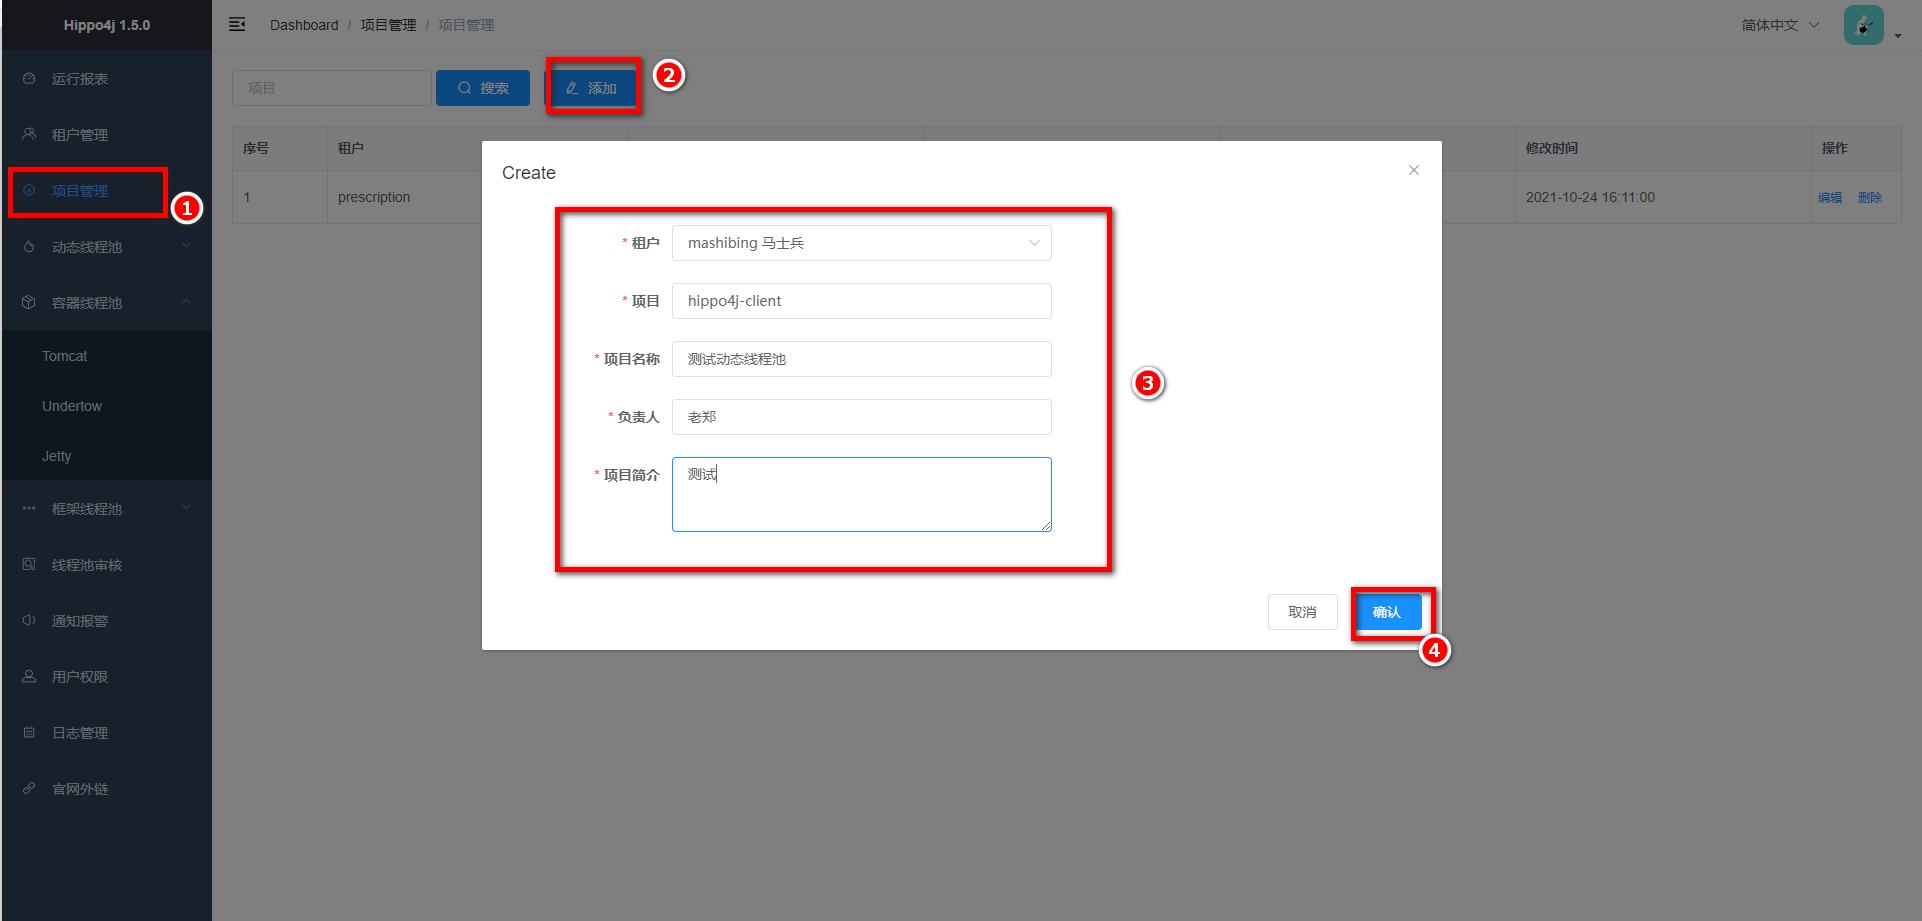 Hippo4j 1.5.0
Dashboard / 项目管理 / 项目管理
简体中文
运行报表
租户管理
项目管理
1
动态线程池
容器线程池
Tomcat
Undertow
Jetty
框架线程池
线程池审核
通知报警
用户权限
日志管理
官网外链
项目
搜索
添加
2
序号 租户 修改时间 操作
1 prescription 2021-10-24 16:11:00 编辑 删除
Create
* 租户 mashibing 马士兵
* 项目 hippo4j-client
* 项目名称 测试动态线程池
* 负责人 老郑
* 项目简介 测试
3
取消
确认
4